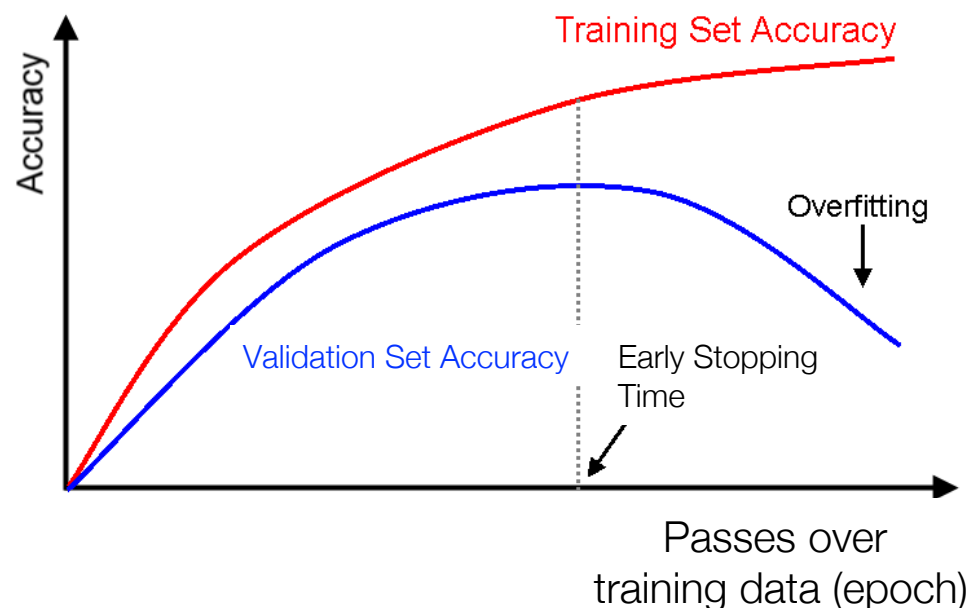 Training Set Accuracy
Accuracy
Overfitting
Validation Set Accuracy
Early Stopping
Time
Passes over
training data (epoch)